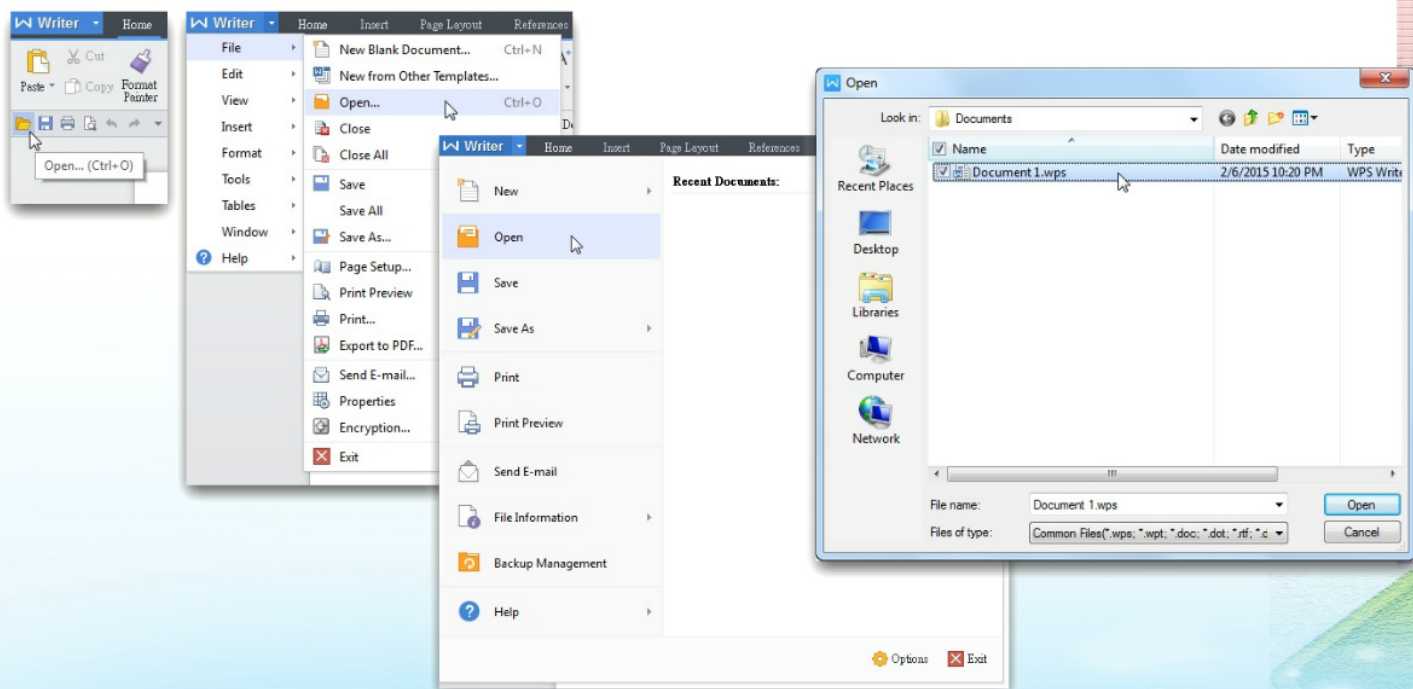 Writer Home
Cut
Paste Copy Format
Painter
Open... (Ctrl+O)
Writer Home Insert Page Layout References
File
Edit
View
Insert
Format
Tools
Tables
Window
Help
New Blank Document... Ctrl+N
New from Other Templates...
Open... Ctrl+O
Close
Close All
Save
Save All
Save As...
Page Setup...
Print Preview
Print...
Export to PDF...
Send E-mail...
Properties
Encryption...
Exit
Writer Home Insert Page Layout References
New
Open
Save
Save As
Print
Print Preview
Send E-mail
File Information
Backup Management
Help
Recent Documents:
Options Exit
Open
Look in: Documents
Recent Places
Desktop
Libraries
Computer
Network
Name Date modified Type
Document 1.wps 2/6/2015 10:20 PM WPS Write
File name: Document 1.wps Open
Files of type: Common Files(*.wps; *.wpt; *.doc; *.dot; *.rtf; *.c Cancel